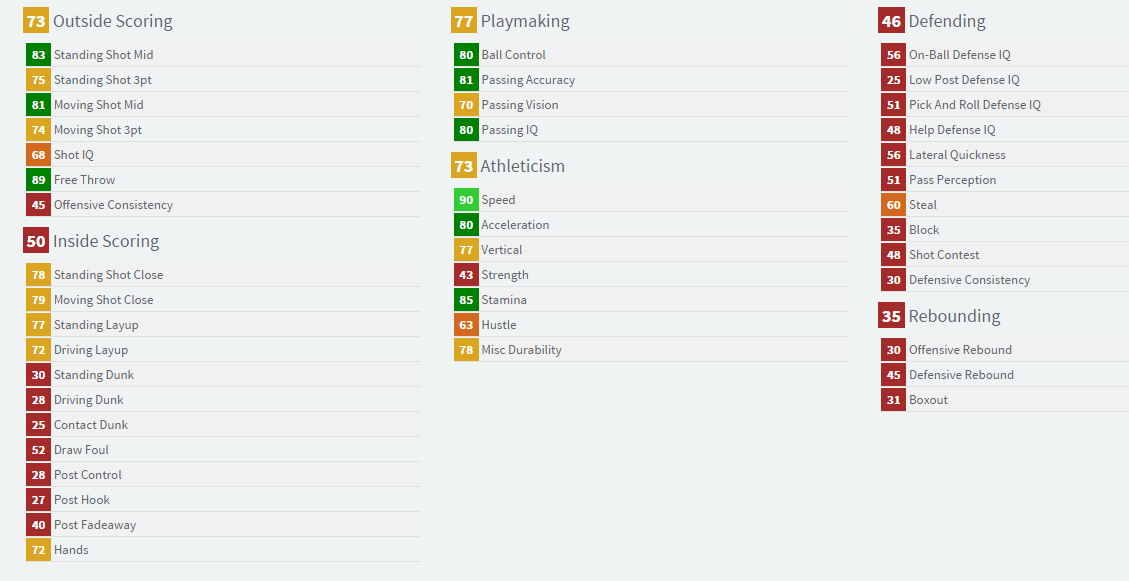 73 Outside Scoring
83 Standing Shot Mid
75 Standing Shot 3pt
81 Moving Shot Mid
74 Moving Shot 3pt
68 Shot IQ
89 Free Throw
45 Offensive Consistency
50 Inside Scoring
78 Standing Shot Close
79 Moving Shot Close
77 Standing Layup
72 Driving Layup
30 Standing Dunk
28 Driving Dunk
25 Contact Dunk
52 Draw Foul
28 Post Control
27 Post Hook
40 Post Fadeaway
72 Hands
77 Playmaking
80 Ball Control
81 Passing Accuracy
70 Passing Vision
80 Passing IQ
73 Athleticism
90 Speed
80 Acceleration
77 Vertical
43 Strength
85 Stamina
63 Hustle
78 Misc Durability
46 Defending
56 On-Ball Defense IQ
25 Low Post Defense IQ
51 Pick And Roll Defense IQ
48 Help Defense IQ
56 Lateral Quickness
51 Pass Perception
60 Steal
35 Block
48 Shot Contest
30 Defensive Consistency
35 Rebounding
30 Offensive Rebound
45 Defensive Rebound
31 Boxout